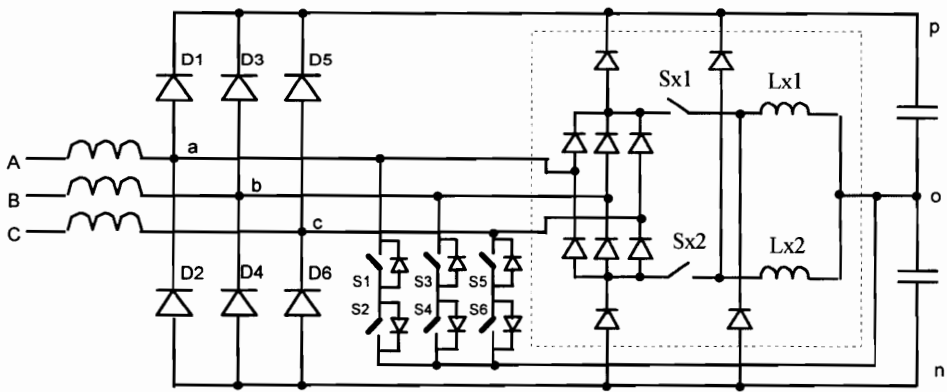 p
D1 D3 D5
Sx1 Lx1
A a
B b o
C c
Sx2 Lx2
D2 D4 D6
S1 S3 S5
S2 S4 S6
n